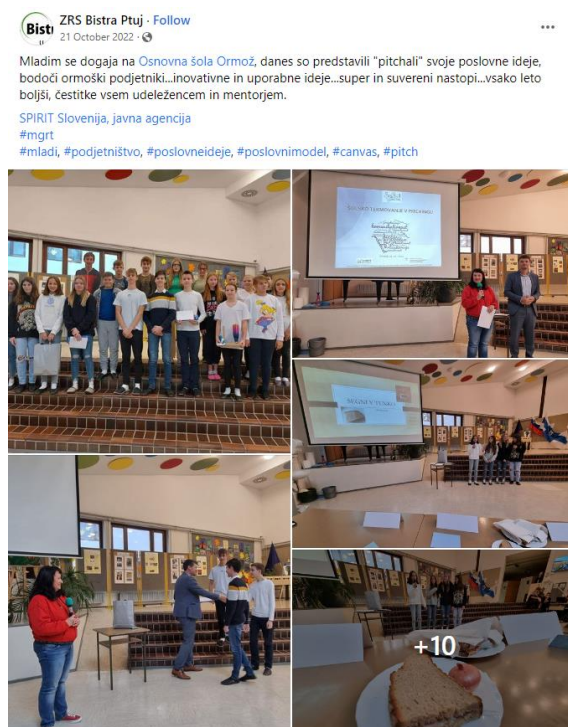 Bistr
ZRS Bistra Ptuj · Follow
21 October 2022 ·
Mladim se dogaja na Osnovna šola Ormož, danes so predstavili "pitchali" svoje poslovne ideje,
bodoči ormoški podjetniki...inovativne in uporabne ideje...super in suvereni nastopi...vsako leto
boljši, čestitke vsem udeležencem in mentorjem.
SPIRIT Slovenija, javna agencija
#mgrt
#mladi, #podjetništvo, #poslovneideje, #poslovnimodel, #canvas, #pitch
+10